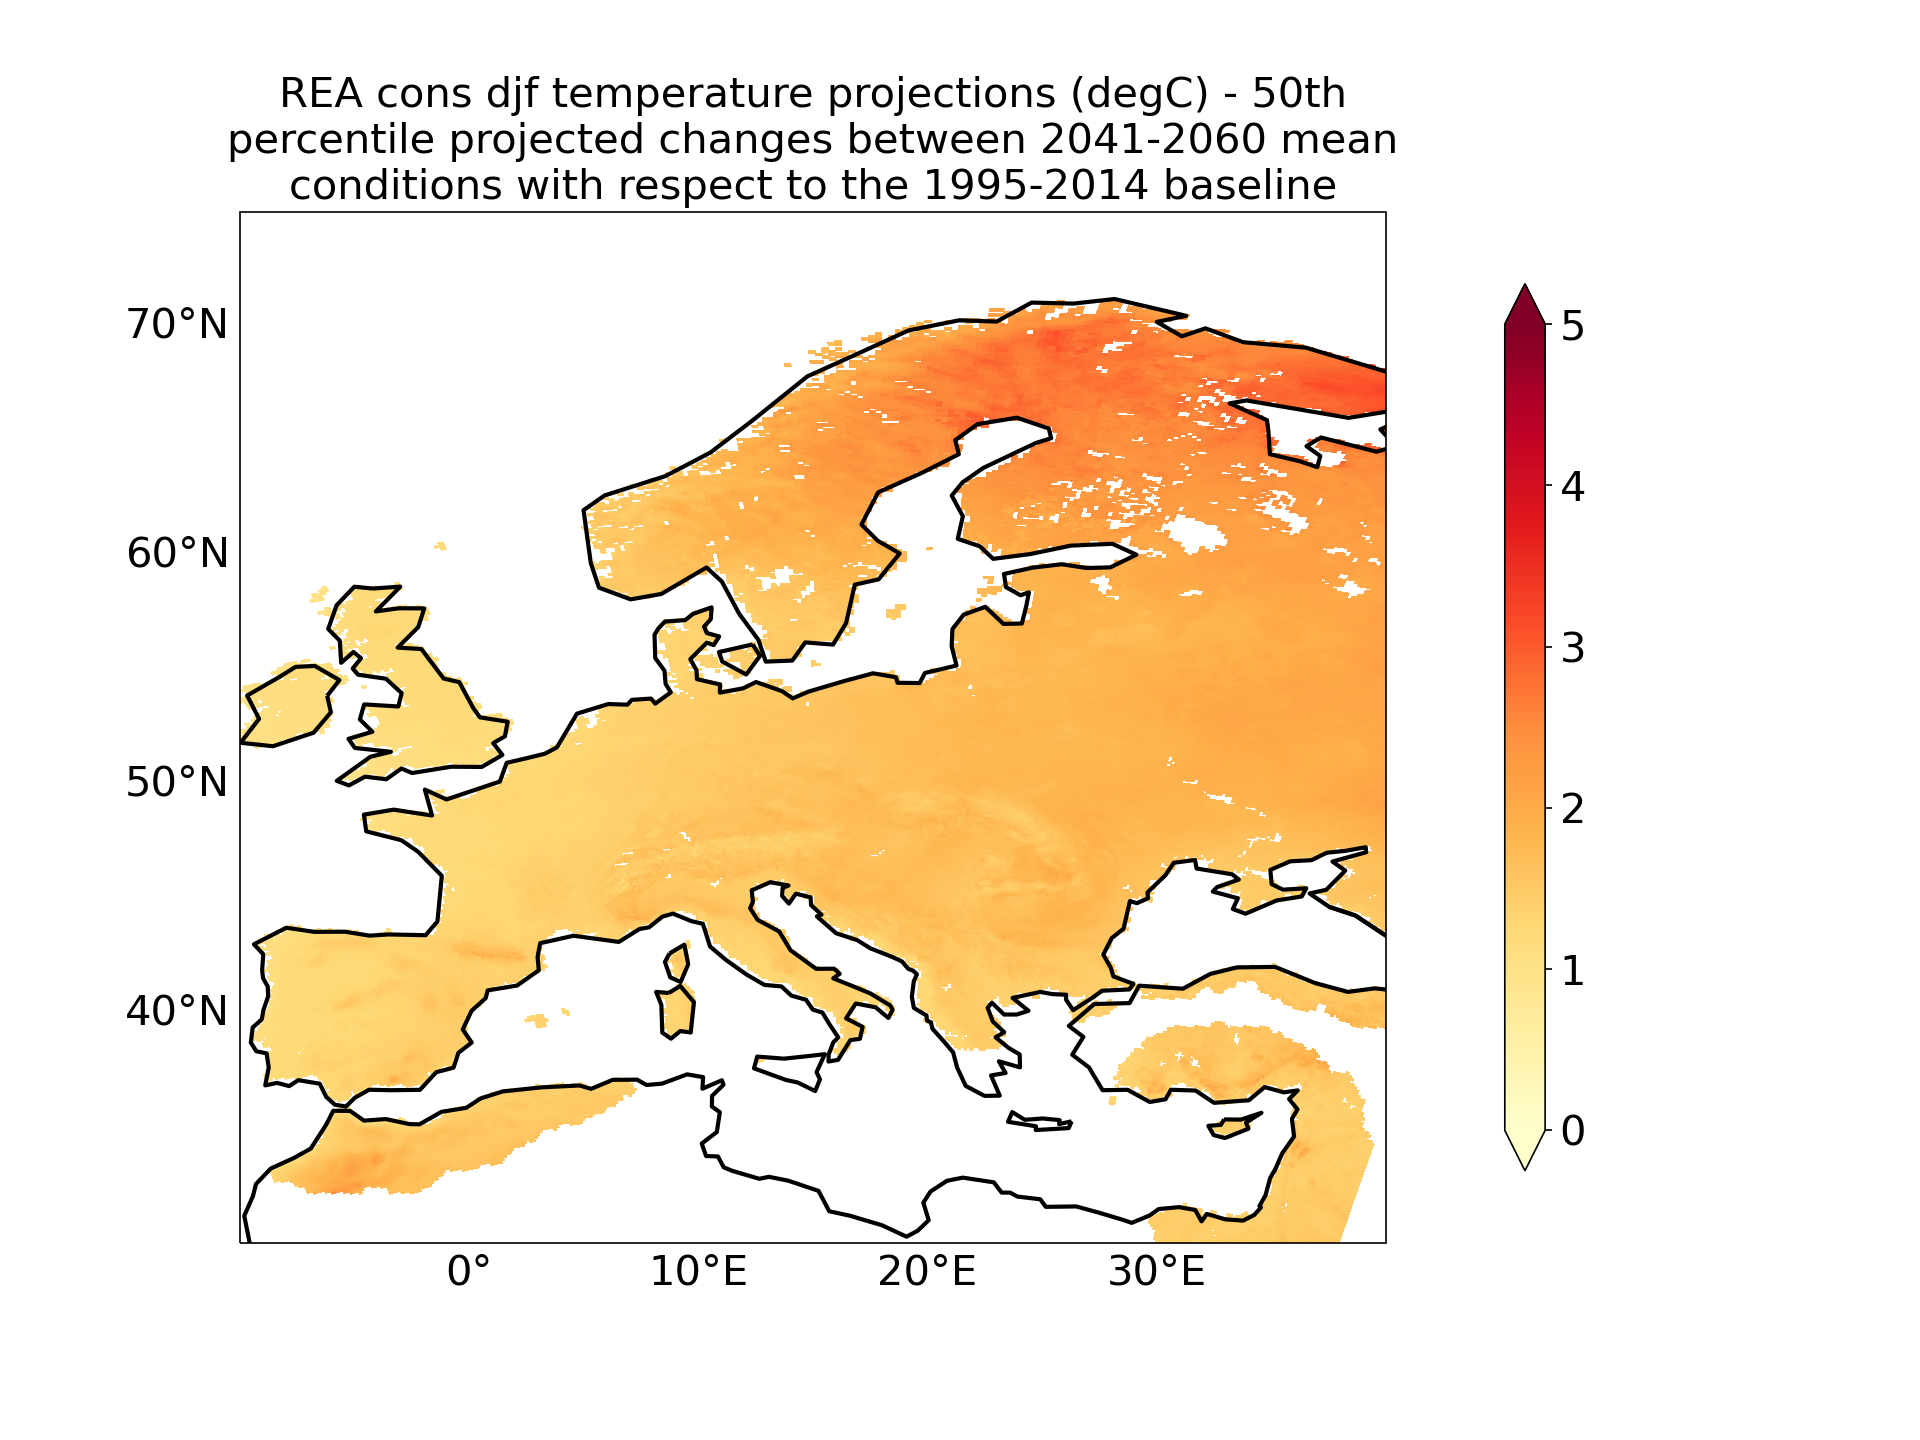 REA cons djf temperature projections (degC) - 50th
percentile projected changes between 2041-2060 mean
conditions with respect to the 1995-2014 baseline
70°N
60°N
50°N
40°N
0°
10°E
20°E
30°E
5
4
3
2
1
0